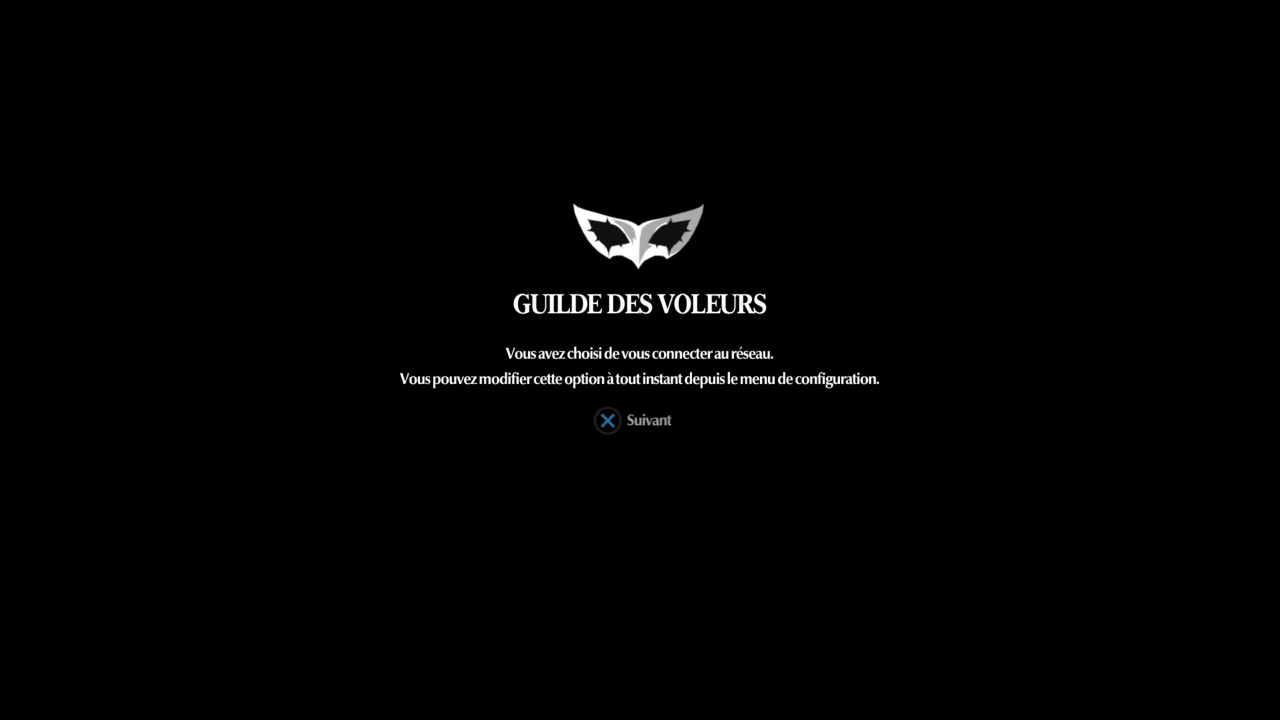 GUILDE DES VOLEURS
Vous avez choisi de vous connecter au réseau.
Vous pouvez modifier cette option à tout instant depuis le menu de configuration.
Suivant